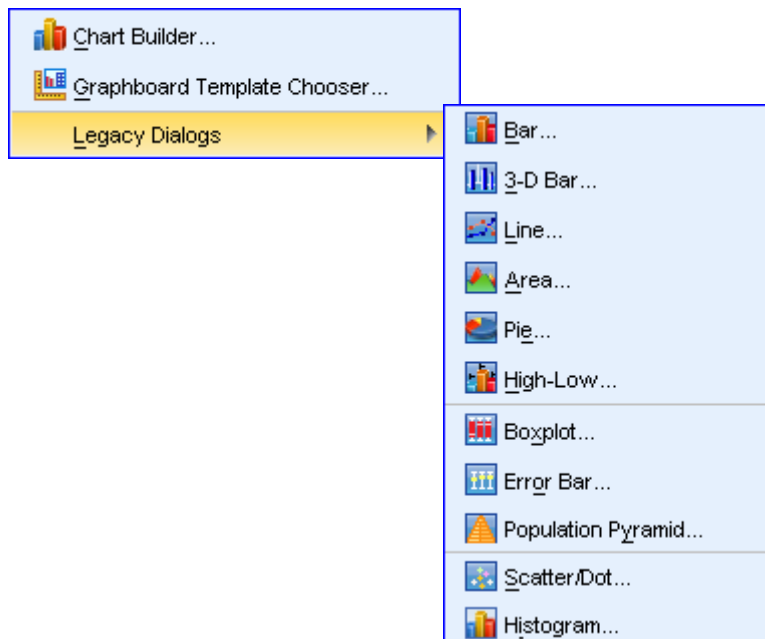 Chart Builder...
Graphboard Template Chooser...
Legacy Dialogs
Bar...
3-D Bar...
Line...
Area...
Pie...
High-Low...
Boxplot...
Error Bar...
Population Pyramid...
Scatter/Dot...
Histogram...